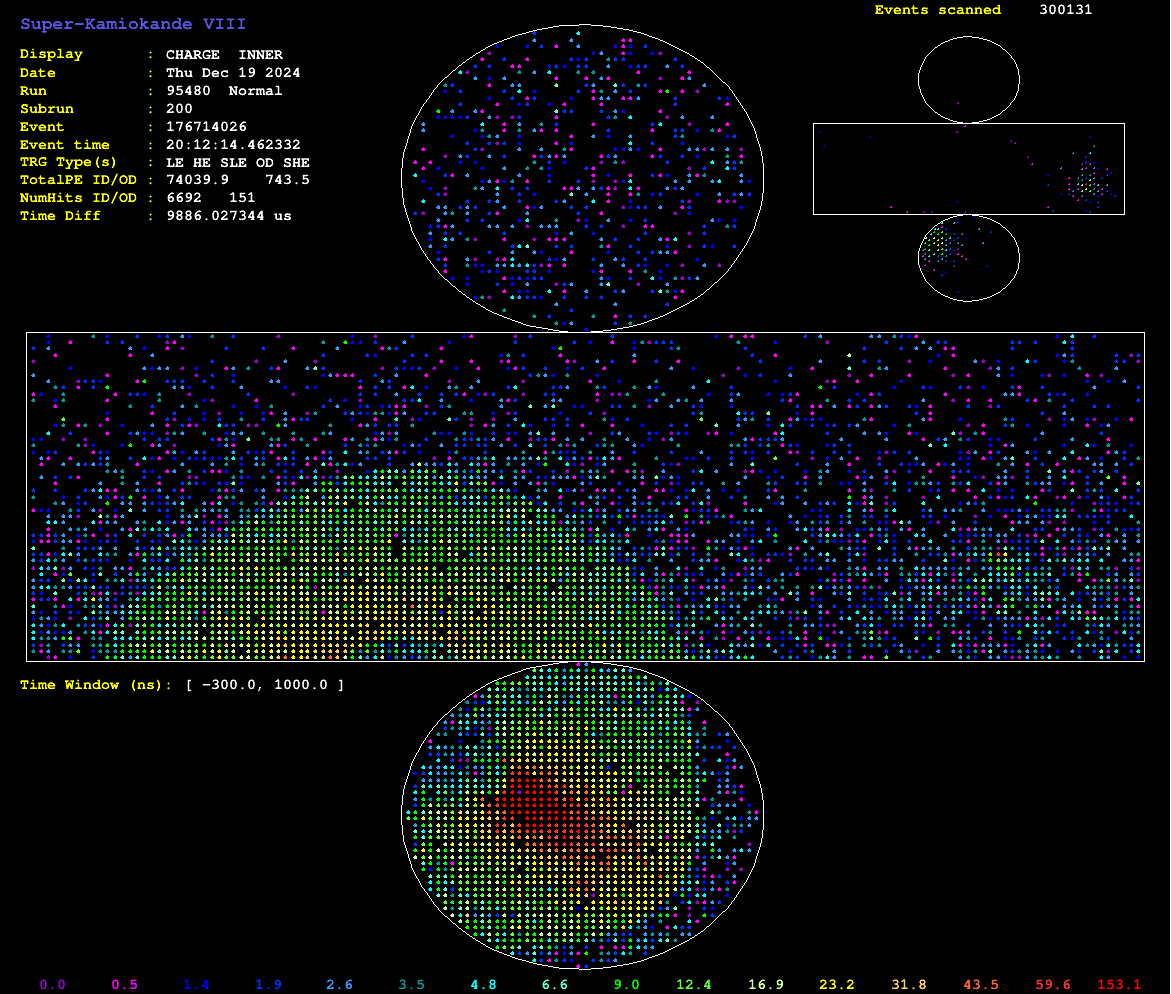 Super-Kamiokande VIII
Events scanned 300131
Display : CHARGE INNER
Date : Thu Dec 19 2024
Run : 95480 Normal
Subrun : 200
Event : 176714026
Event time : 20:12:14.462332
TRG Type(s) : LE HE SLE OD SHE
TotalPE ID/OD : 74039.9 743.5
NumHits ID/OD : 6692 151
Time Diff : 9886.027344 us
Time Window (ns): [ −300.0, 1000.0 ]
0.0 0.5 1.4 1.9 2.6 3.5 4.8 6.6 9.0 12.4 16.9 23.2 31.8 43.5 59.6 153.1